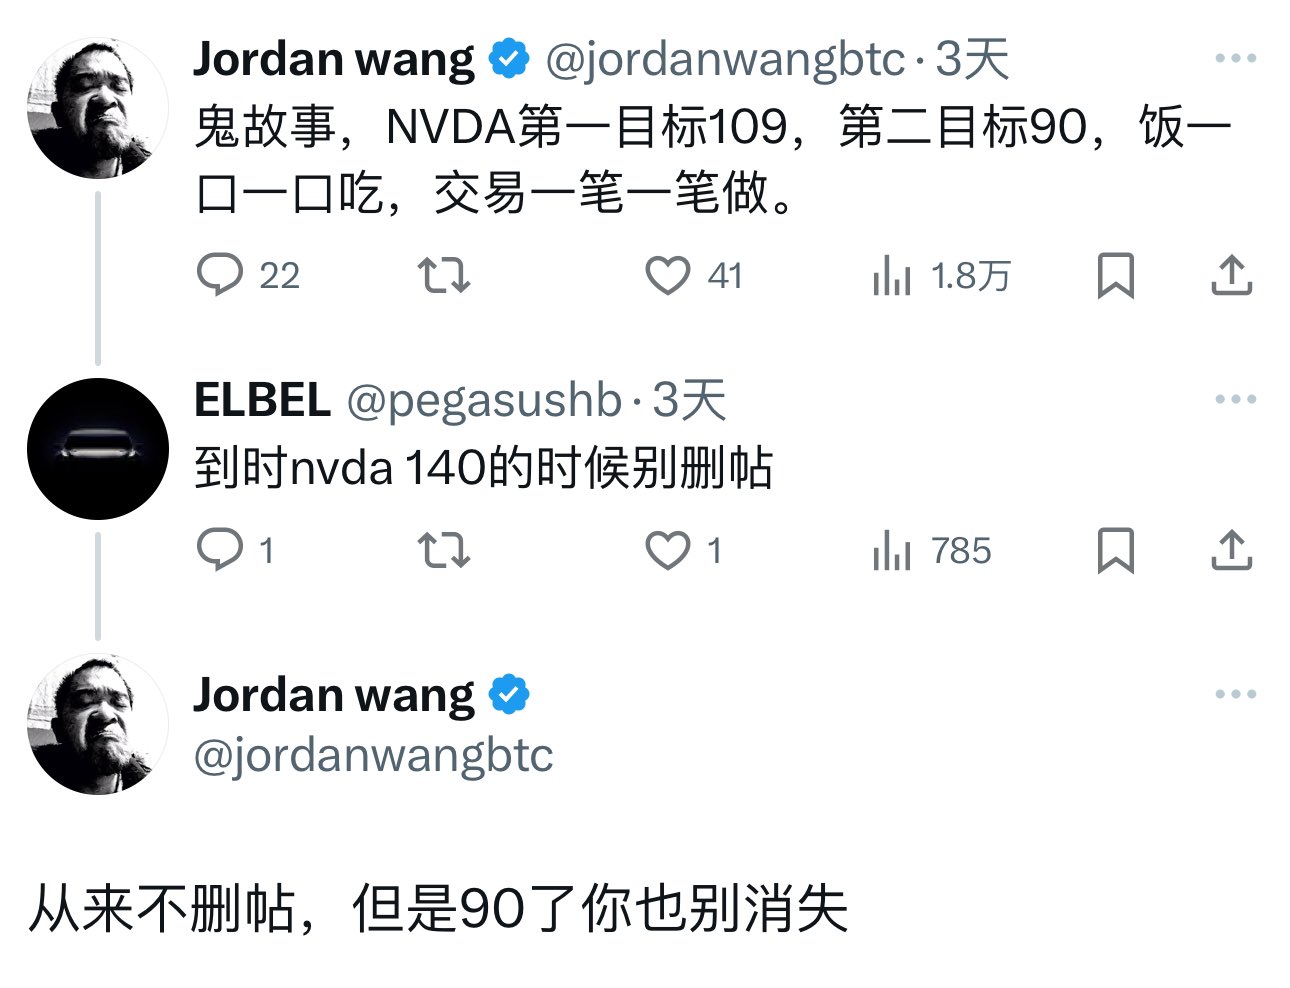 Jordan wang @jordanwangbtc · 3天
鬼故事，NVDA第一目标109，第二目标90，饭一
口一口吃，交易一笔一笔做。
22 41 1.8万
ELBEL @pegasushb · 3天
到时nvda 140的时候别删帖
1 1 785
Jordan wang
@jordanwangbtc
从来不删帖，但是90了你也别消失